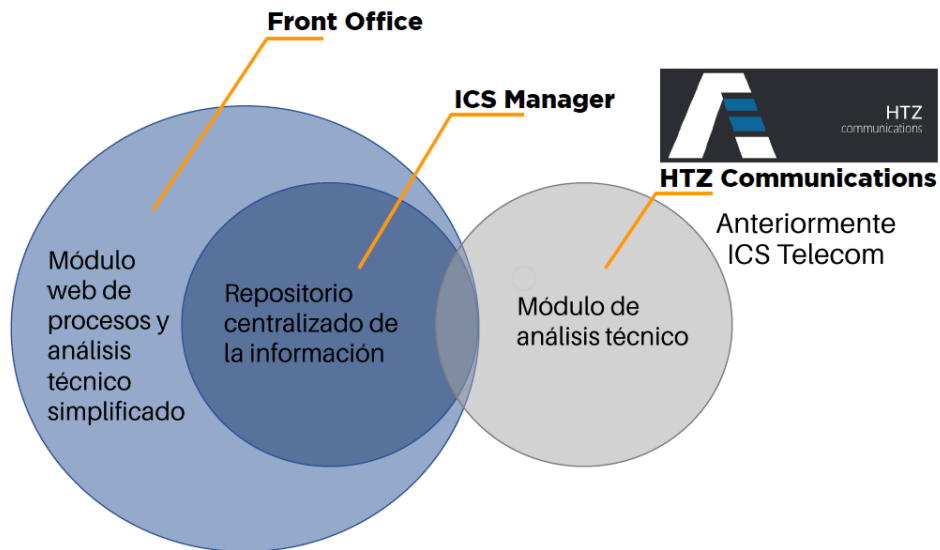 Front Office
ICS Manager
HTZ
communications
HTZ Communications
Anteriormente
ICS Telecom
Módulo
web de
procesos y
análisis
técnico
simplificado
Repositorio
centralizado de
la información
Módulo de
análisis técnico